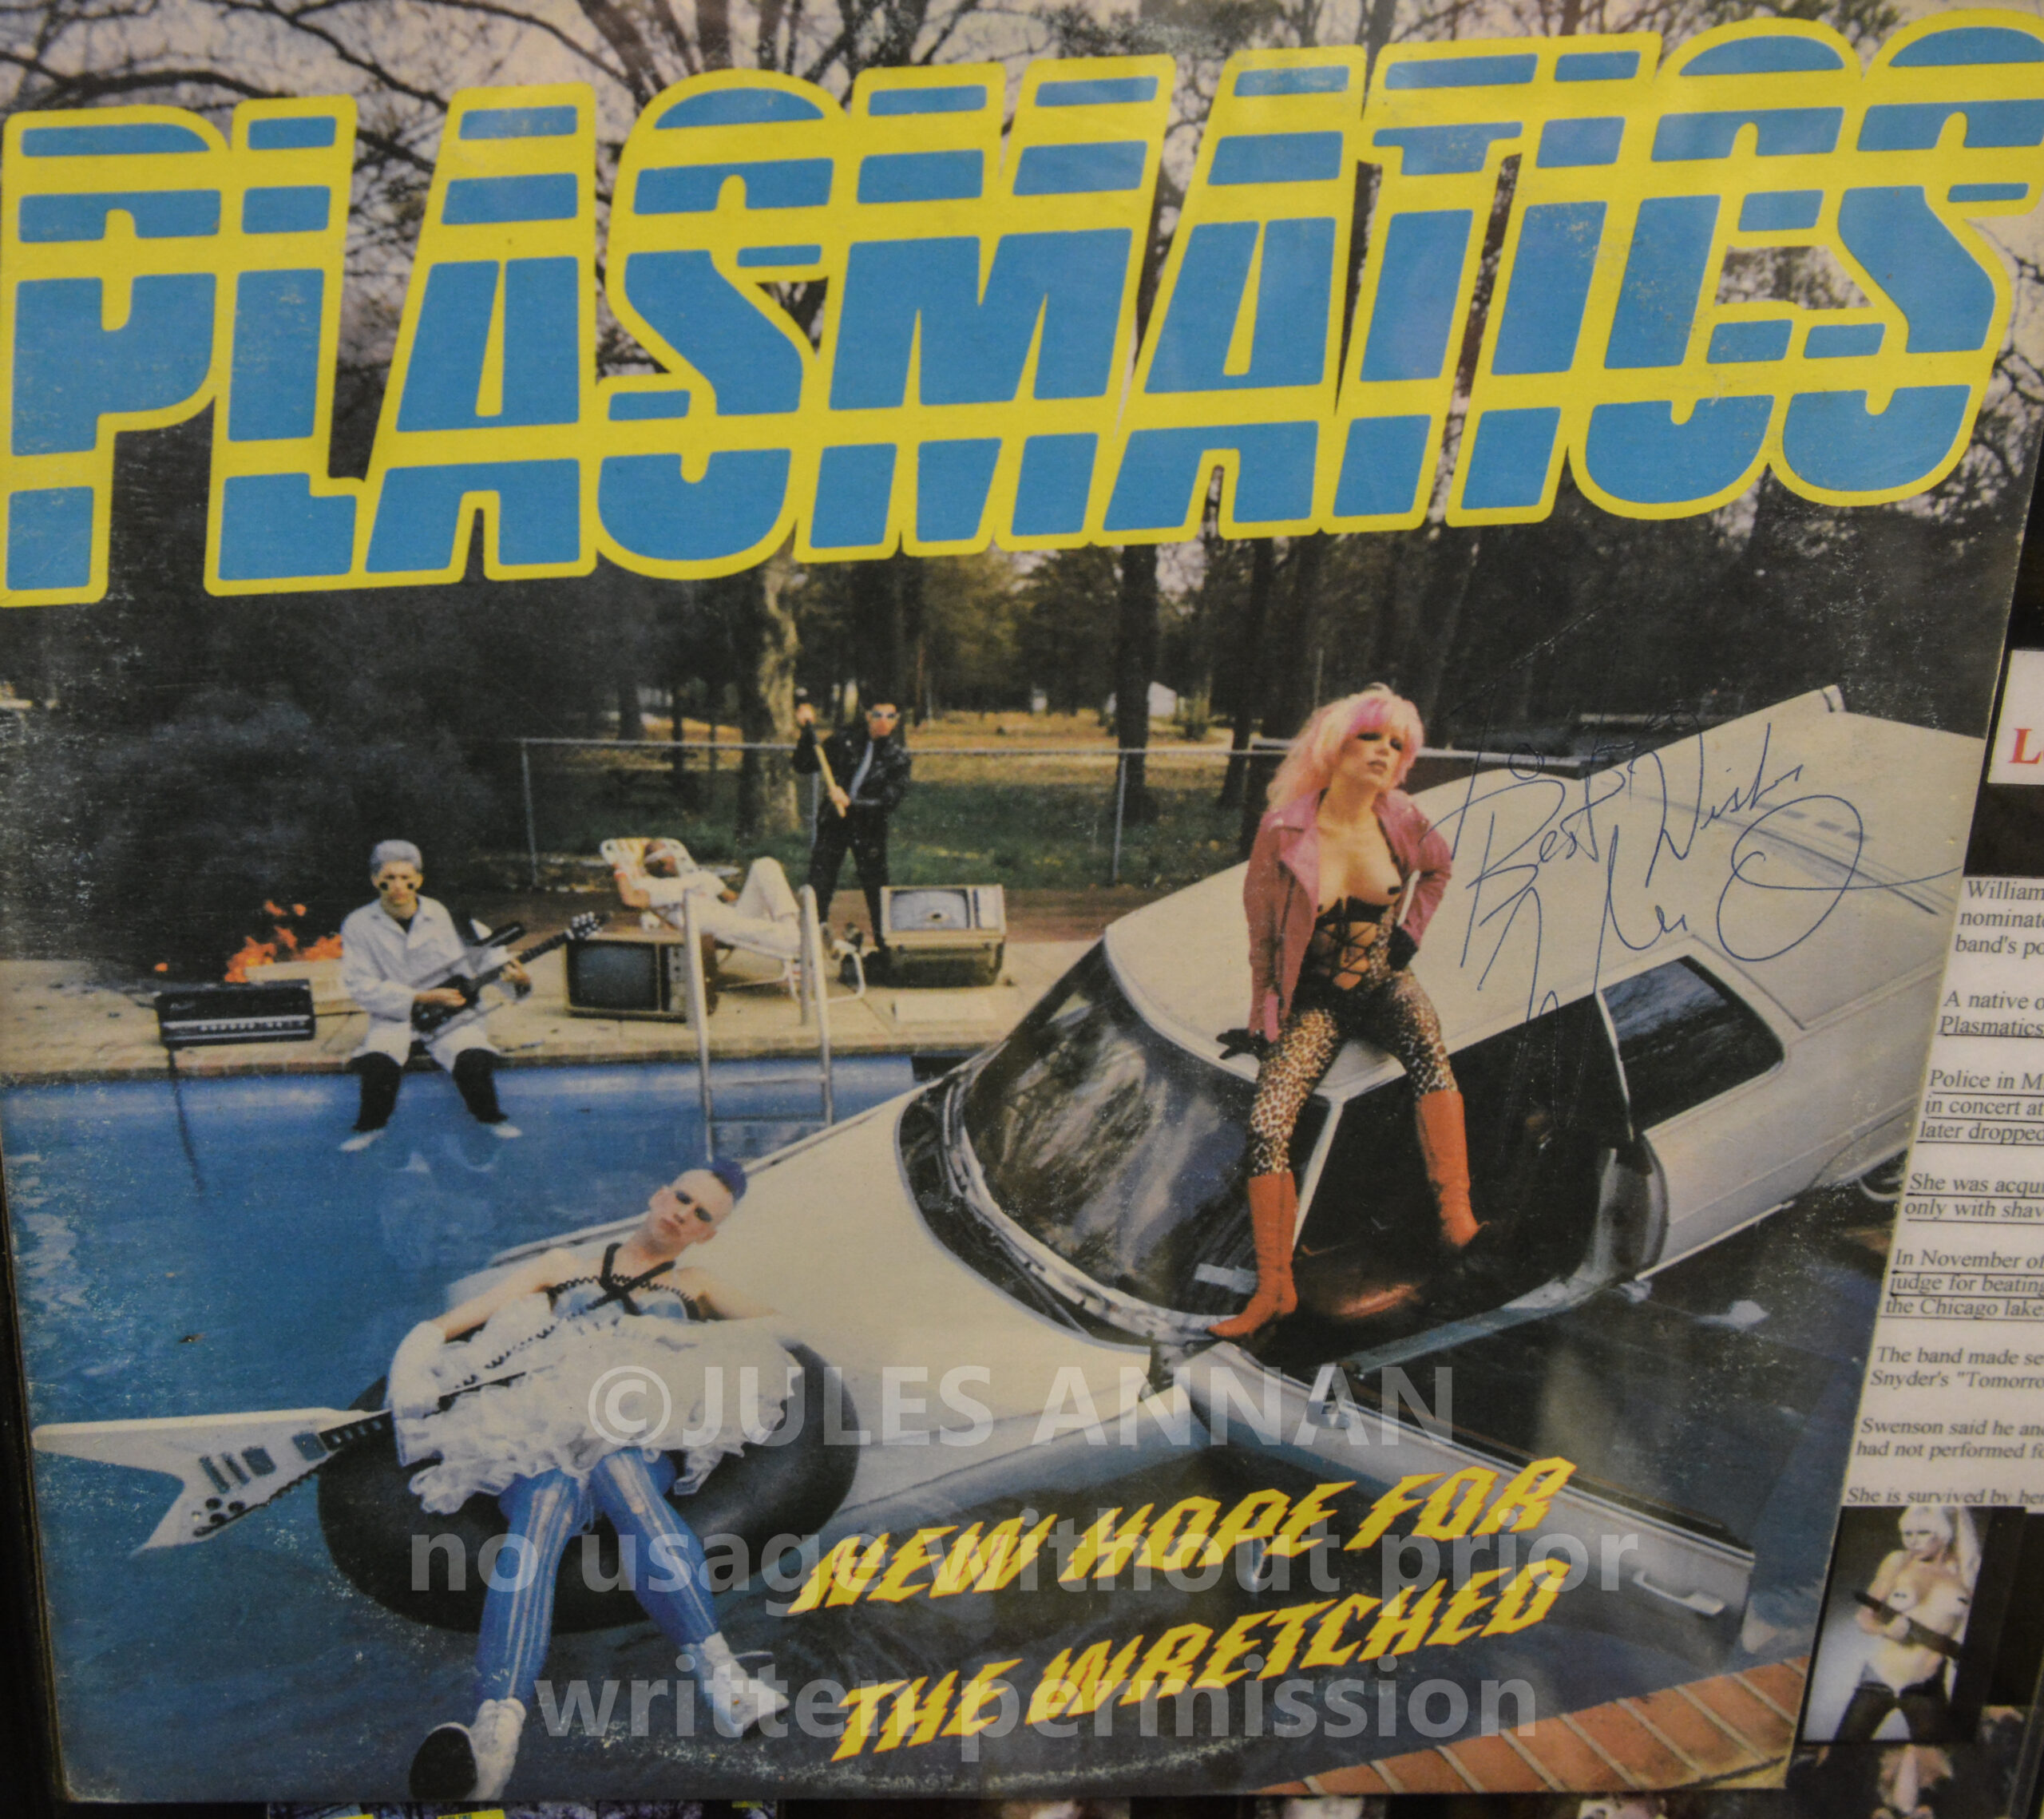 PLASMATICS
Best Wishes
L
William
nominat
band's po
A native o
Plasmatics
Police in M
in concert at
later dropped
She was acqu
only with shav
In November of
judge for beating
the Chicago lake
The band made se
Snyder's "Tomorro
Swenson said he and
had not performed fo
She is survived by he
©JULES ANNAN
no usage without prior
written permission
NEW HOPE FOR
THE WRETCHED